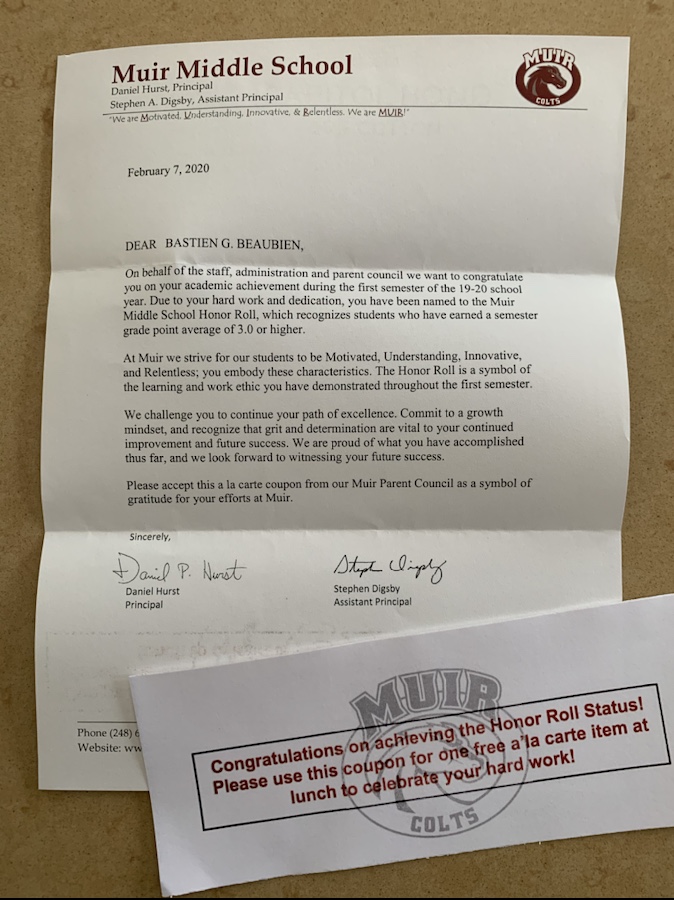 Muir Middle School
Daniel Hurst, Principal
Stephen A. Digsby, Assistant Principal
"We are Motivated, Understanding, Innovative, & Relentless. We are MUIR!"
MUIR
COLTS
February 7, 2020
DEAR BASTIEN G. BEAUBIEN,
On behalf of the staff, administration and parent council we want to congratulate
you on your academic achievement during the first semester of the 19-20 school
year. Due to your hard work and dedication, you have been named to the Muir
Middle School Honor Roll, which recognizes students who have earned a semester
grade point average of 3.0 or higher.
At Muir we strive for our students to be Motivated, Understanding, Innovative,
and Relentless; you embody these characteristics. The Honor Roll is a symbol of
the learning and work ethic you have demonstrated throughout the first semester.
We challenge you to continue your path of excellence. Commit to a growth
mindset, and recognize that grit and determination are vital to your continued
improvement and future success. We are proud of what you have accomplished
thus far, and we look forward to witnessing your future success.
Please accept this a la carte coupon from our Muir Parent Council as a symbol of
gratitude for your efforts at Muir.
Sincerely,
Daniel P. Hurst
Daniel Hurst
Principal
Stephen Digsby
Stephen Digsby
Assistant Principal
Phone (248) 6
Website: ww
MUIR
Congratulations on achieving the Honor Roll Status!
Please use this coupon for one free a'la carte item at
lunch to celebrate your hard work!
COLTS